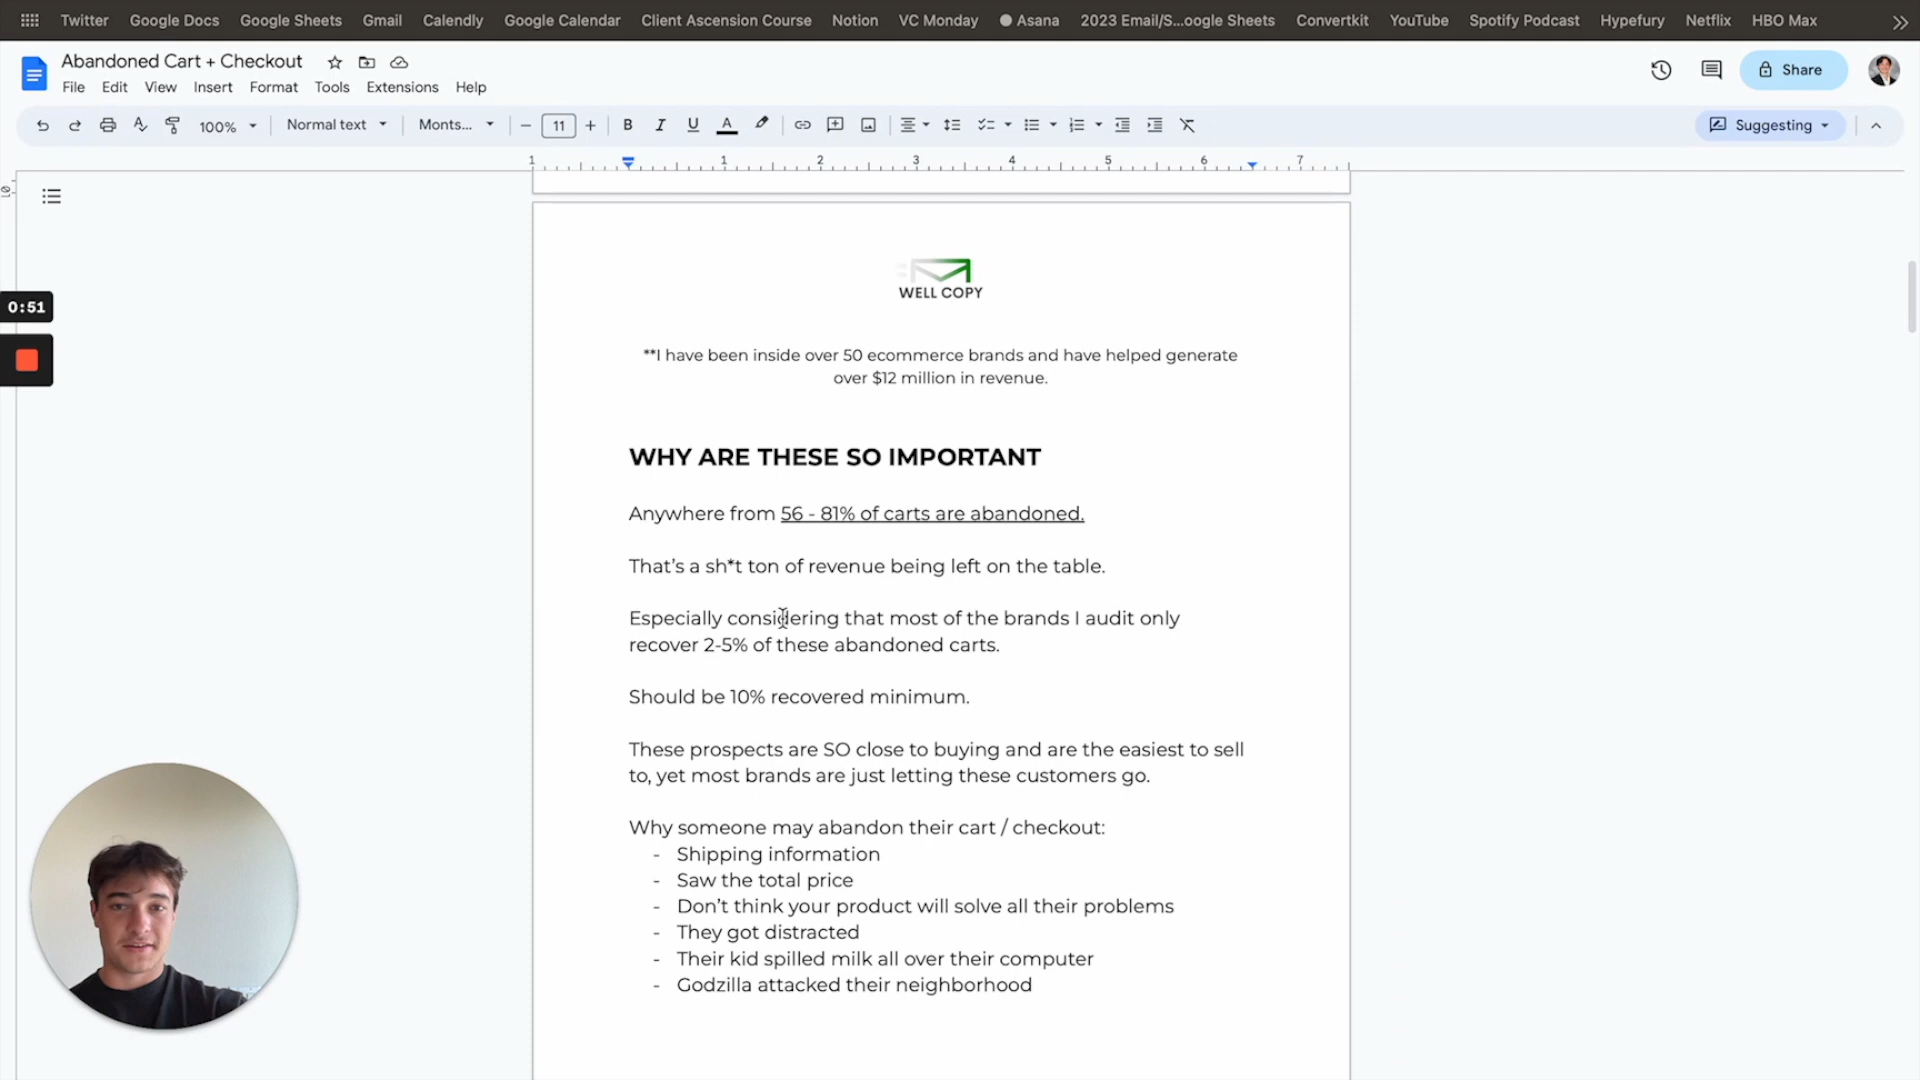 Twitter Google Docs Google Sheets Gmail Calendly Google Calendar Client Ascension Course Notion VC Monday Asana 2023 Email/S...oogle Sheets Convertkit YouTube Spotify Podcast Hypefury Netflix HBO Max
Abandoned Cart + Checkout
Share
File Edit View Insert Format Tools Extensions Help
100% Normal text Monts... 11 Suggesting
1 1 2 3 4 5 6 7
WELL COPY
0:51
**I have been inside over 50 ecommerce brands and have helped generate
over $12 million in revenue.
WHY ARE THESE SO IMPORTANT
Anywhere from 56 - 81% of carts are abandoned.
That's a sh*t ton of revenue being left on the table.
Especially considering that most of the brands I audit only
recover 2-5% of these abandoned carts.
Should be 10% recovered minimum.
These prospects are SO close to buying and are the easiest to sell
to, yet most brands are just letting these customers go.
Why someone may abandon their cart / checkout:
- Shipping information
- Saw the total price
- Don't think your product will solve all their problems
- They got distracted
- Their kid spilled milk all over their computer
- Godzilla attacked their neighborhood